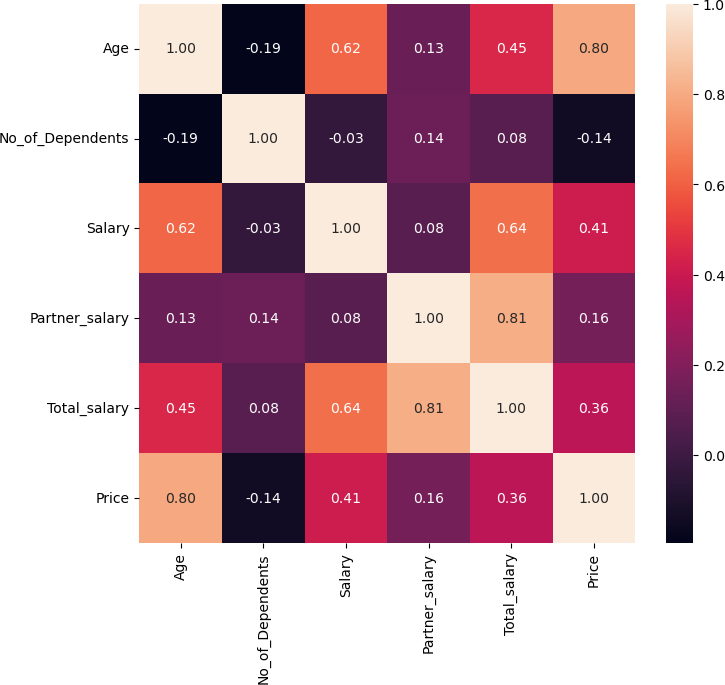 1.0
Age 1.00 -0.19 0.62 0.13 0.45 0.80
0.8
No_of_Dependents -0.19 1.00 -0.03 0.14 0.08 -0.14
0.6
Salary 0.62 -0.03 1.00 0.08 0.64 0.41
0.4
Partner_salary 0.13 0.14 0.08 1.00 0.81 0.16
0.2
Total_salary 0.45 0.08 0.64 0.81 1.00 0.36
0.0
Price 0.80 -0.14 0.41 0.16 0.36 1.00
Age
No_of_Dependents
Salary
Partner_salary
Total_salary
Price